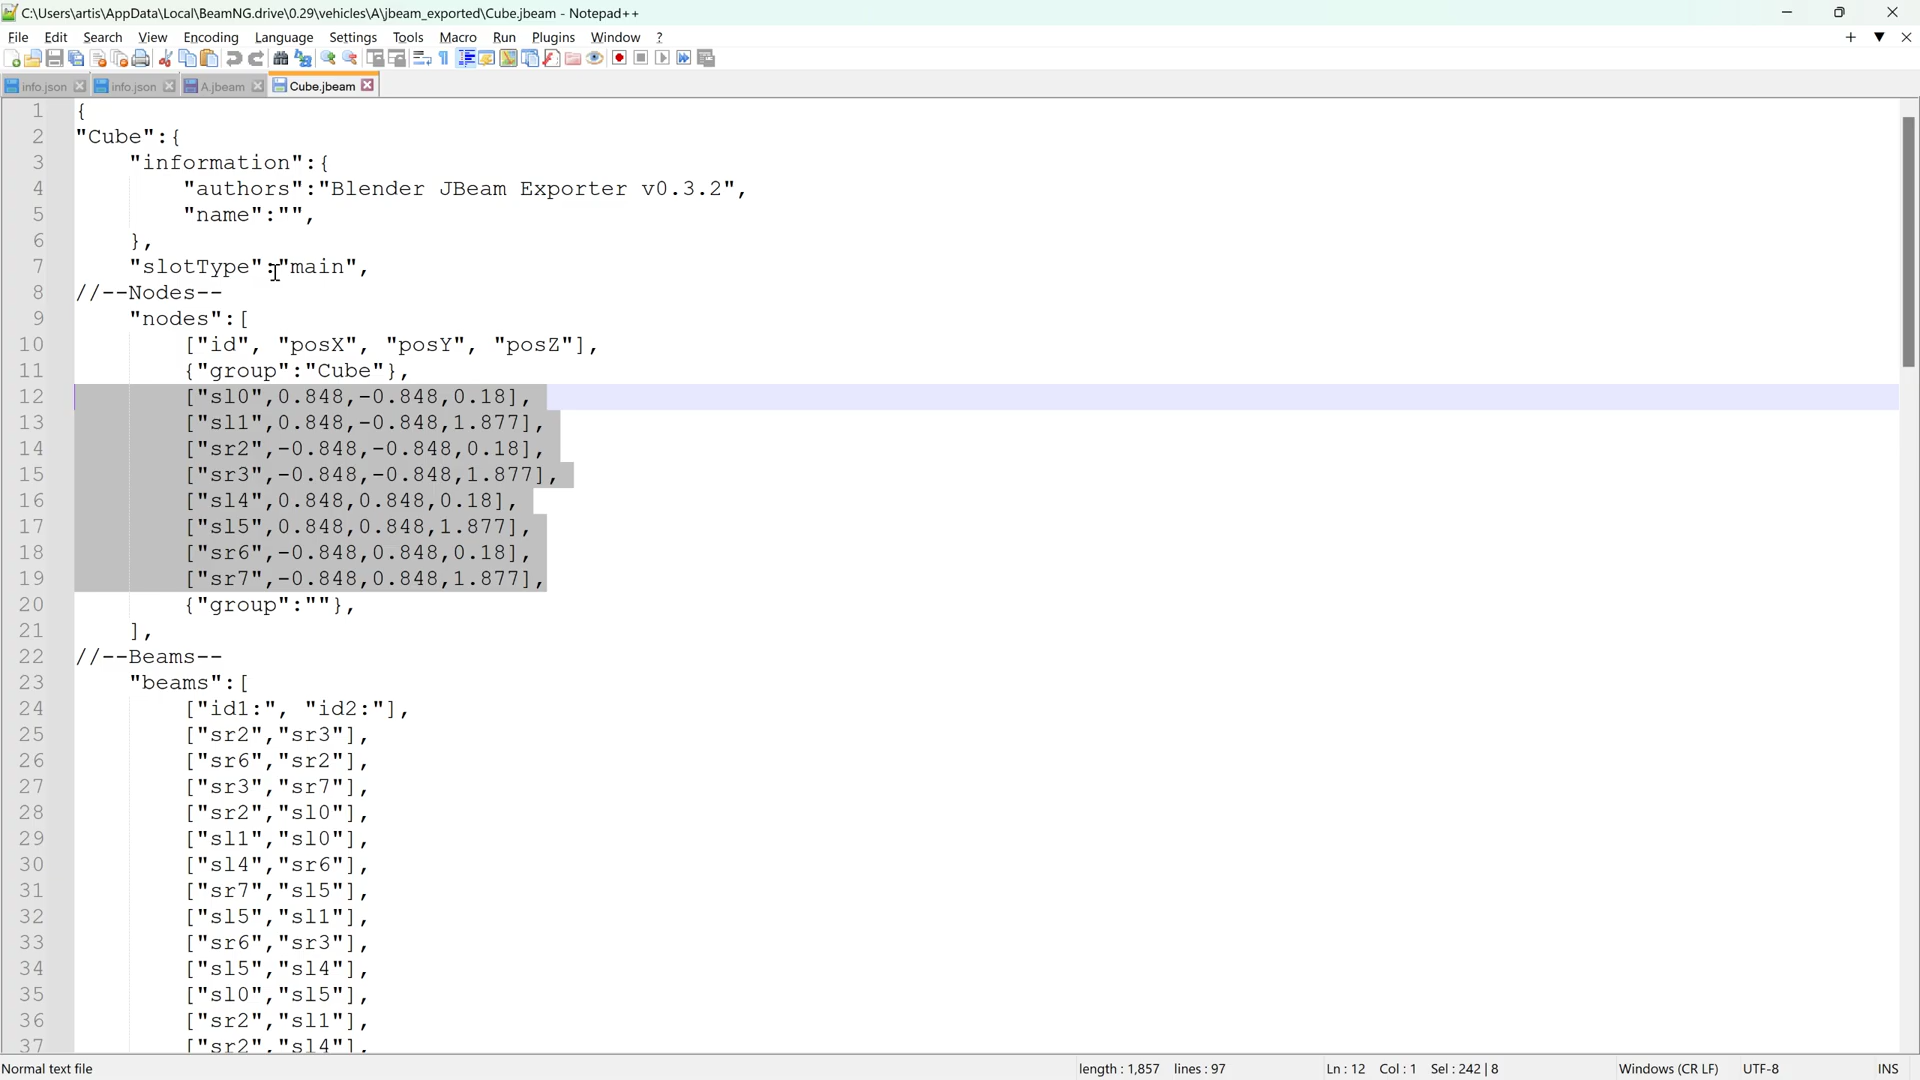 C:\Users\artis\AppData\Local\BeamNG.drive\0.29\vehicles\A\jbeam_exported\Cube.jbeam - Notepad++
File Edit Search View Encoding Language Settings Tools Macro Run Plugins Window ?
info.json info.json A.jbeam Cube.jbeam
1 {
2 "Cube":{
3 "information":{
4 "authors":"Blender JBeam Exporter v0.3.2",
5 "name":"",
6 },
7 "slotType":"main",
8 //--Nodes--
9 "nodes":[
10 ["id", "posX", "posY", "posZ"],
11 {"group":"Cube"},
12 ["sl0",0.848,-0.848,0.18],
13 ["sl1",0.848,-0.848,1.877],
14 ["sr2",-0.848,-0.848,0.18],
15 ["sr3",-0.848,-0.848,1.877],
16 ["sl4",0.848,0.848,0.18],
17 ["sl5",0.848,0.848,1.877],
18 ["sr6",-0.848,0.848,0.18],
19 ["sr7",-0.848,0.848,1.877],
20 {"group":""},
21 ],
22 //--Beams--
23 "beams":[
24 ["id1:", "id2:"],
25 ["sr2","sr3"],
26 ["sr6","sr2"],
27 ["sr3","sr7"],
28 ["sr2","sl0"],
29 ["sl1","sl0"],
30 ["sl4","sr6"],
31 ["sr7","sl5"],
32 ["sl5","sl1"],
33 ["sr6","sr3"],
34 ["sl5","sl4"],
35 ["sl0","sl5"],
36 ["sr2","sl1"],
37 ["sr2","sl4"],
Normal text file length : 1,857 lines : 97 Ln : 12 Col : 1 Sel : 242 | 8 Windows (CR LF) UTF-8 INS